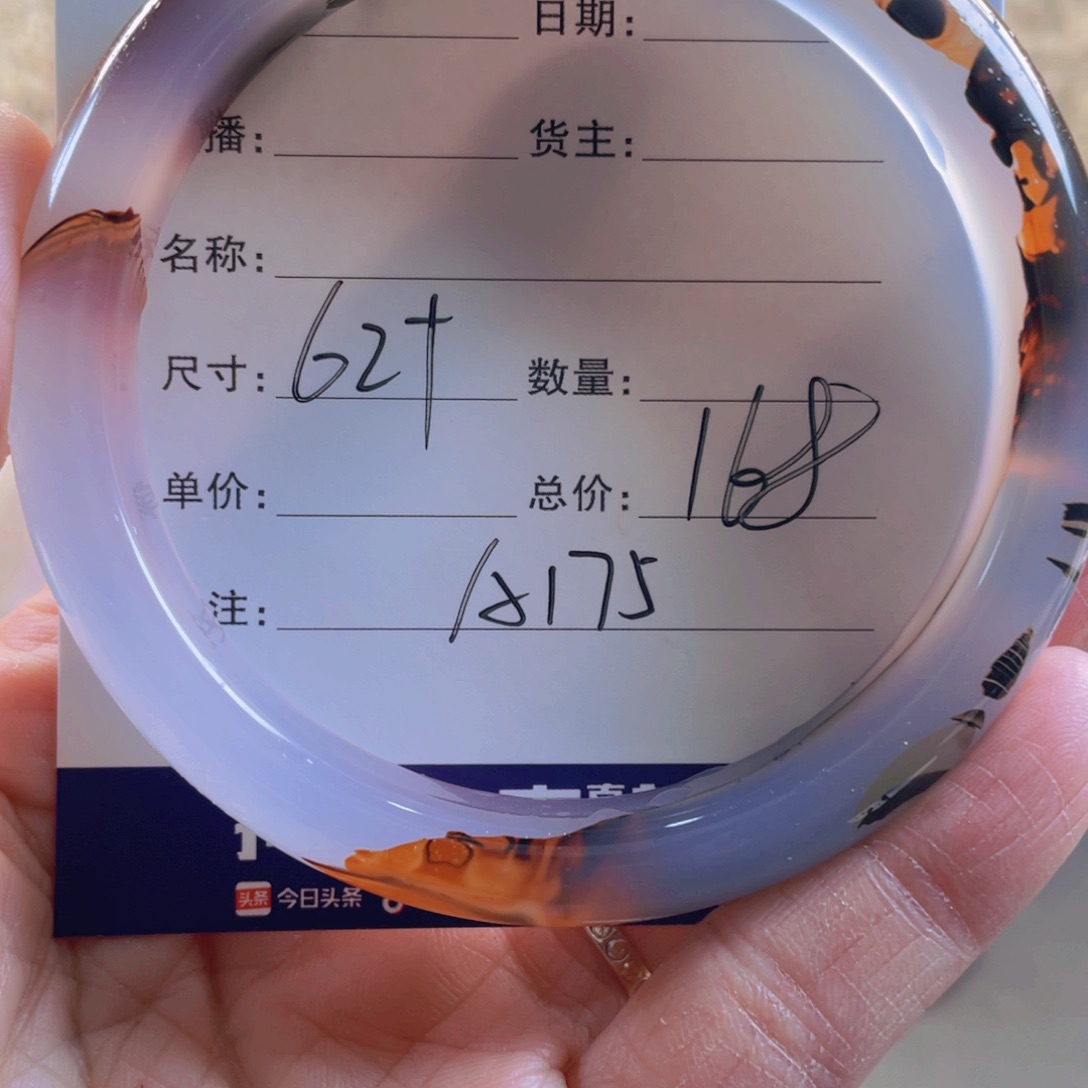 日期:
播: 货主:
名称:
尺寸: 62+ 数量:
单价: 总价: 168
注: 175
头条 今日头条